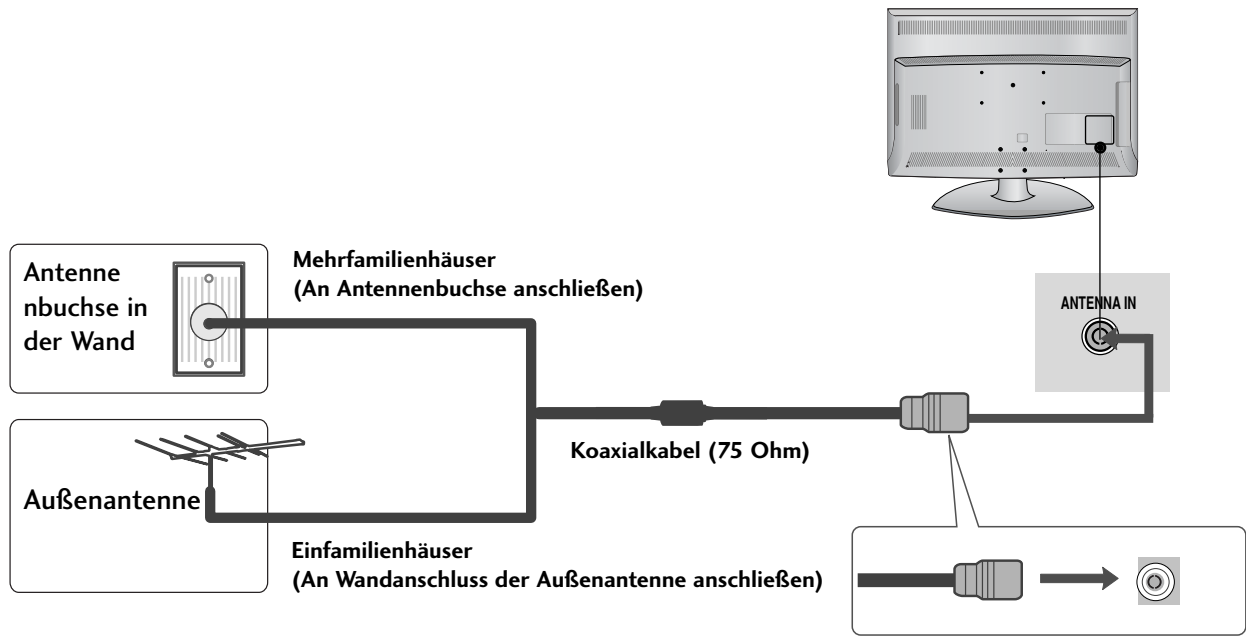 Mehrfamilienhäuser
(An Antennenbuchse anschließen)
Antenne
nbuchse in
der Wand
ANTENNA IN
Koaxialkabel (75 Ohm)
Außenantenne
Einfamilienhäuser
(An Wandanschluss der Außenantenne anschließen)